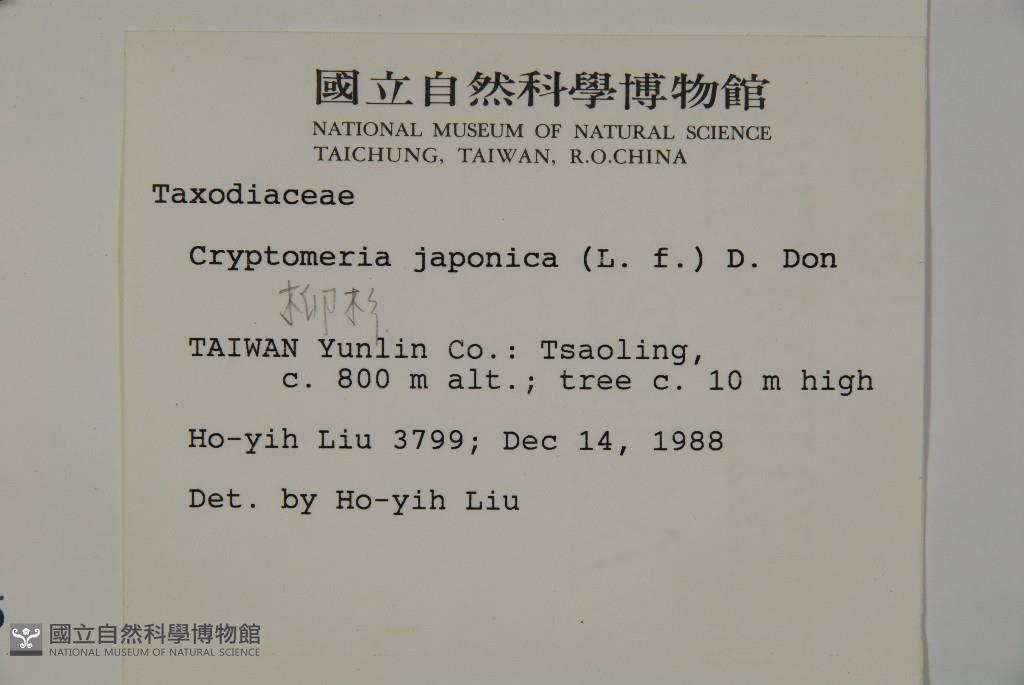 國立自然科學博物館
NATIONAL MUSEUM OF NATURAL SCIENCE
TAICHUNG, TAIWAN, R.O.CHINA
Taxodiaceae
Cryptomeria japonica (L. f.) D. Don
柳杉
TAIWAN Yunlin Co.: Tsaoling,
c. 800 m alt.; tree c. 10 m high
Ho-yih Liu 3799; Dec 14, 1988
Det. by Ho-yih Liu
國立自然科學博物館
NATIONAL MUSEUM OF NATURAL SCIENCE